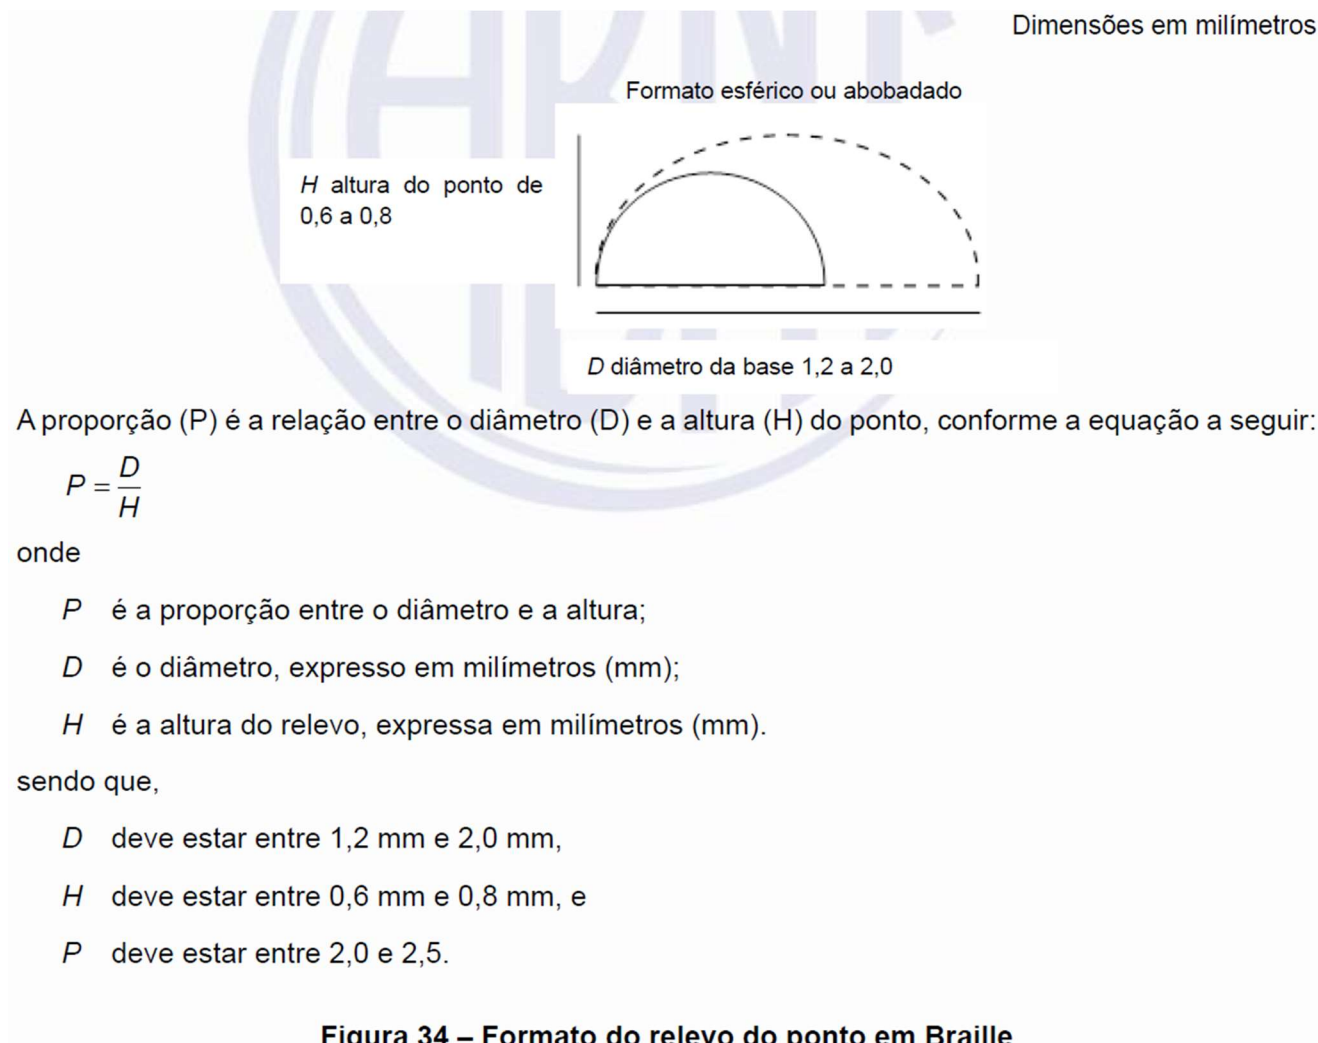 Dimensões em milímetros
Formato esférico ou abobadado
H altura do ponto de
0,6 a 0,8
D diâmetro da base 1,2 a 2,0
A proporção (P) é a relação entre o diâmetro (D) e a altura (H) do ponto, conforme a equação a seguir:
P = D/H
onde
P é a proporção entre o diâmetro e a altura;
D é o diâmetro, expresso em milímetros (mm);
H é a altura do relevo, expressa em milímetros (mm).
sendo que,
D deve estar entre 1,2 mm e 2,0 mm,
H deve estar entre 0,6 mm e 0,8 mm, e
P deve estar entre 2,0 e 2,5.
Figura 34 – Formato do relevo do ponto em Braille